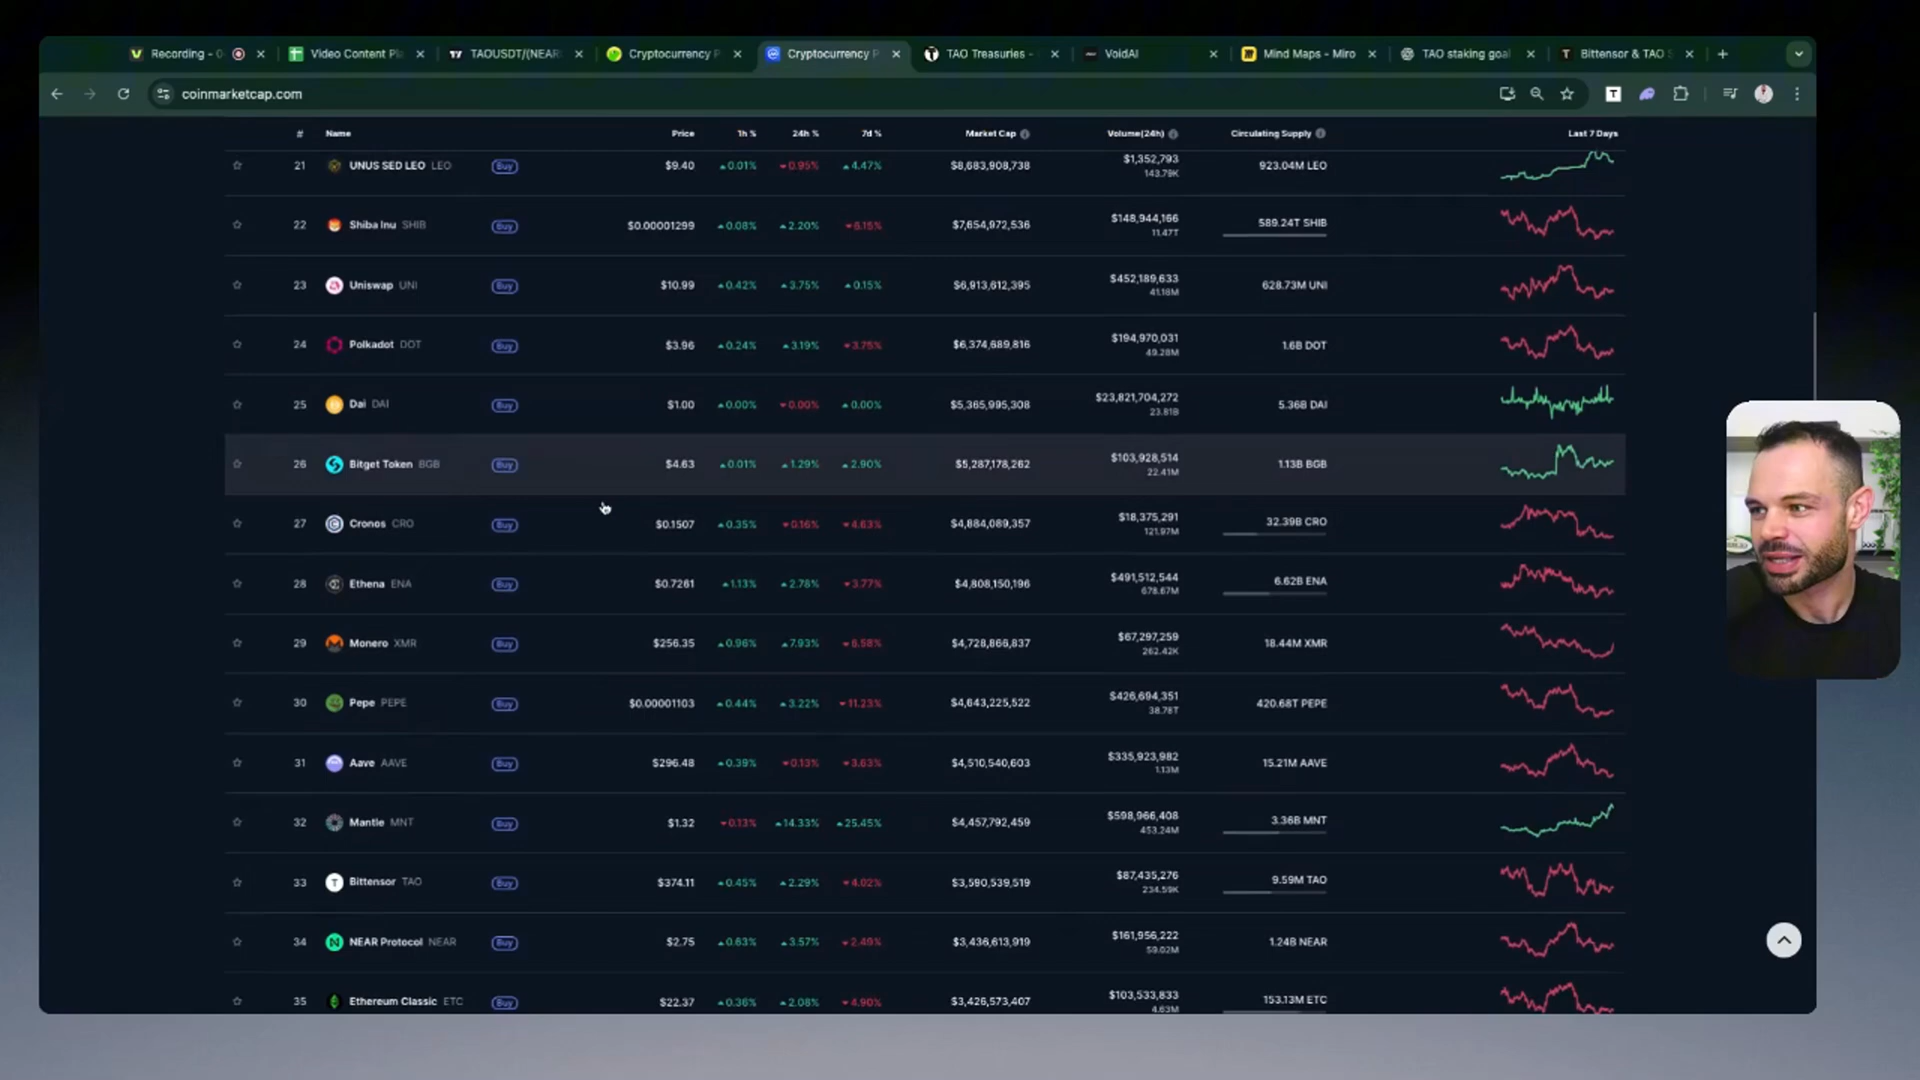 Recording - 0
Video Content Pl
TAOUSDT/(NEAR
Cryptocurrency P
Cryptocurrency P
TAO Treasuries -
VoidAI
Mind Maps - Miro
TAO staking goal
Bittensor & TAO S
coinmarketcap.com
# Name Price 1h % 24h % 7d % Market Cap Volume(24h) Circulating Supply Last 7 Days
21 UNUS SED LEO LEO Buy $9.40 0.01% 0.95% 4.47% $8,683,908,738 $1,352,793 923.04M LEO
143.79K
22 Shiba Inu SHIB Buy $0.00001299 0.08% 2.20% 6.15% $7,654,972,536 $148,944,166 589.24T SHIB
11.47T
23 Uniswap UNI Buy $10.99 0.42% 3.75% 0.15% $6,913,612,395 $452,189,633 628.73M UNI
41.18M
24 Polkadot DOT Buy $3.96 0.24% 3.19% 3.75% $6,374,689,816 $194,970,031 1.6B DOT
49.28M
25 Dai DAI Buy $1.00 0.00% 0.00% 0.00% $5,365,995,308 $23,821,704,272 5.36B DAI
23.81B
26 Bitget Token BGB Buy $4.63 0.01% 1.29% 2.90% $5,287,178,262 $103,928,514 1.13B BGB
22.41M
27 Cronos CRO Buy $0.1507 0.35% 0.16% 4.63% $4,884,089,357 $18,375,291 32.39B CRO
121.97M
28 Ethena ENA Buy $0.7261 1.13% 2.78% 3.77% $4,808,150,196 $491,512,544 6.62B ENA
678.67M
29 Monero XMR Buy $256.35 0.96% 7.93% 6.58% $4,728,866,837 $67,297,259 18.44M XMR
262.42K
30 Pepe PEPE Buy $0.00001103 0.44% 3.22% 11.23% $4,643,225,522 $426,694,351 420.68T PEPE
38.78T
31 Aave AAVE Buy $296.48 0.39% 0.13% 3.63% $4,510,540,603 $335,923,982 15.21M AAVE
1.13M
32 Mantle MNT Buy $1.32 0.13% 14.33% 25.45% $4,457,792,459 $598,966,408 3.36B MNT
453.24M
33 Bittensor TAO Buy $374.11 0.45% 2.29% 4.02% $3,590,539,519 $87,435,276 9.59M TAO
234.59K
34 NEAR Protocol NEAR Buy $2.75 0.63% 3.57% 2.49% $3,436,613,919 $161,956,222 1.24B NEAR
59.02M
35 Ethereum Classic ETC Buy $22.37 0.36% 2.08% 4.90% $3,426,573,407 $103,533,833 153.13M ETC
4.63M